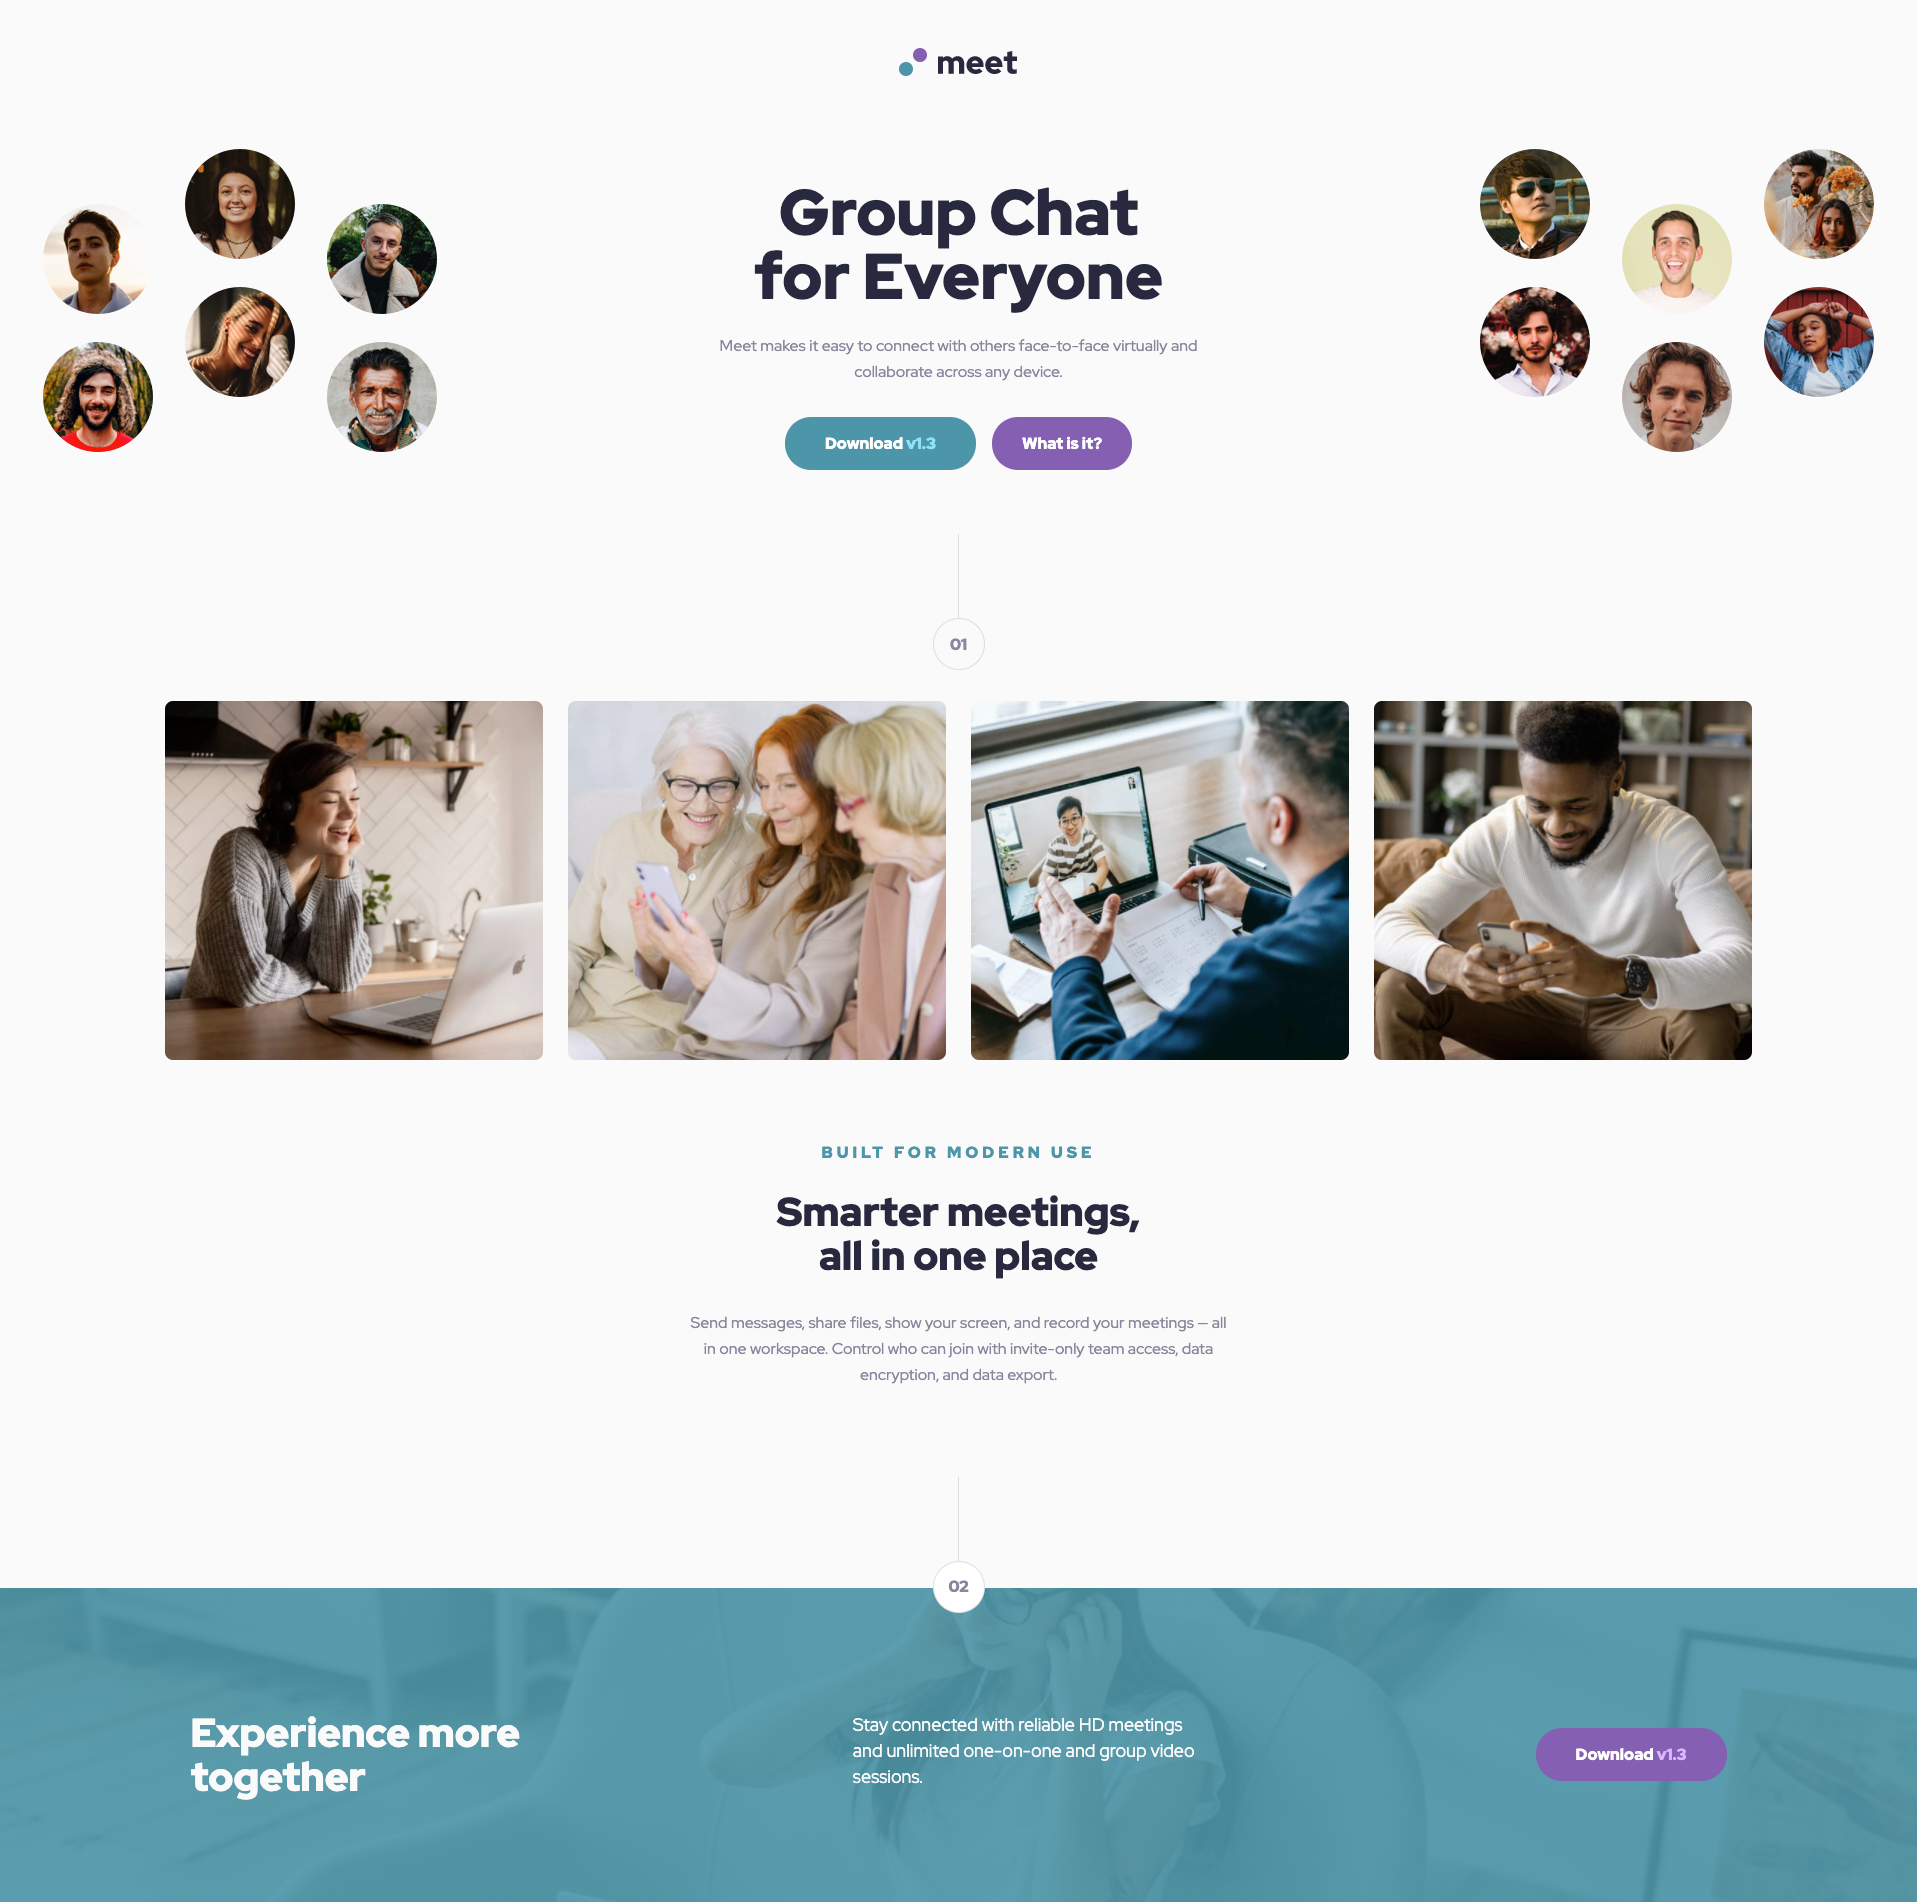 meet
Group Chat
for Everyone
Meet makes it easy to connect with others face-to-face virtually and
collaborate across any device.
Download v1.3
What is it?
01
BUILT FOR MODERN USE
Smarter meetings,
all in one place
Send messages, share files, show your screen, and record your meetings — all
in one workspace. Control who can join with invite-only team access, data
encryption, and data export.
02
Experience more
together
Stay connected with reliable HD meetings
and unlimited one-on-one and group video
sessions.
Download v1.3